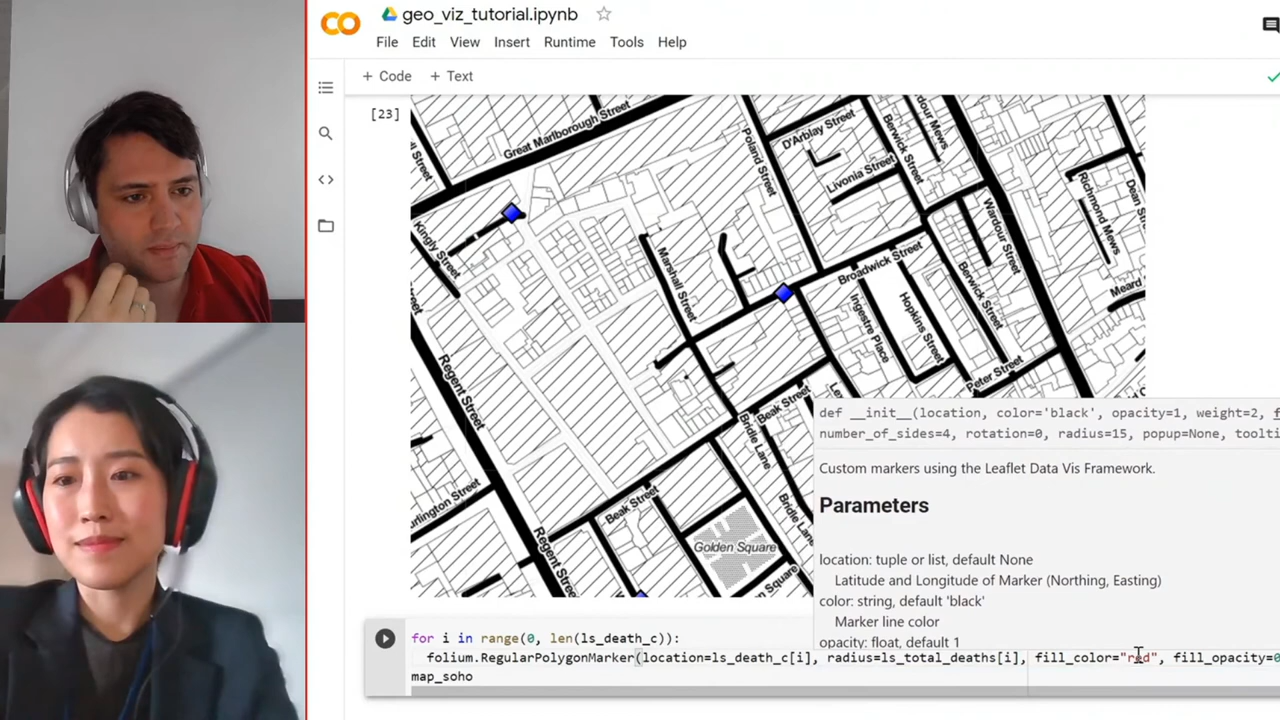 geo_viz_tutorial.ipynb
File Edit View Insert Runtime Tools Help
+ Code + Text
[23]
Great Marlborough Street
Poland Street
D'Arblay Street
Berwick Street
Wardour Mews
Livonia Street
Richmond Mews
Dean
Kingly Street
Marshall Street
Broadwick Street
Wardour Street
Berwick Street
Meard
Ingestre Place
Hopkins Street
Peter Street
Regent Street
Beak Street
Bridle Lane
Beak Street
Regent Street
Bridle
Golden Square
Square
def __init__(location, color='black', opacity=1, weight=2,
number_of_sides=4, rotation=0, radius=15, popup=None,
Custom markers using the Leaflet Data Vis Framework.
Parameters
location: tuple or list, default None
Latitude and Longitude of Marker (Northing, Easting)
color: string, default 'black'
Marker line color
opacity: float, default 1
for i in range(0, len(ls_death_c)):
folium.RegularPolygonMarker(location=ls_death_c[i], radius=ls_total_deaths[i], fill_color="red", fill_opacity=0
map_soho